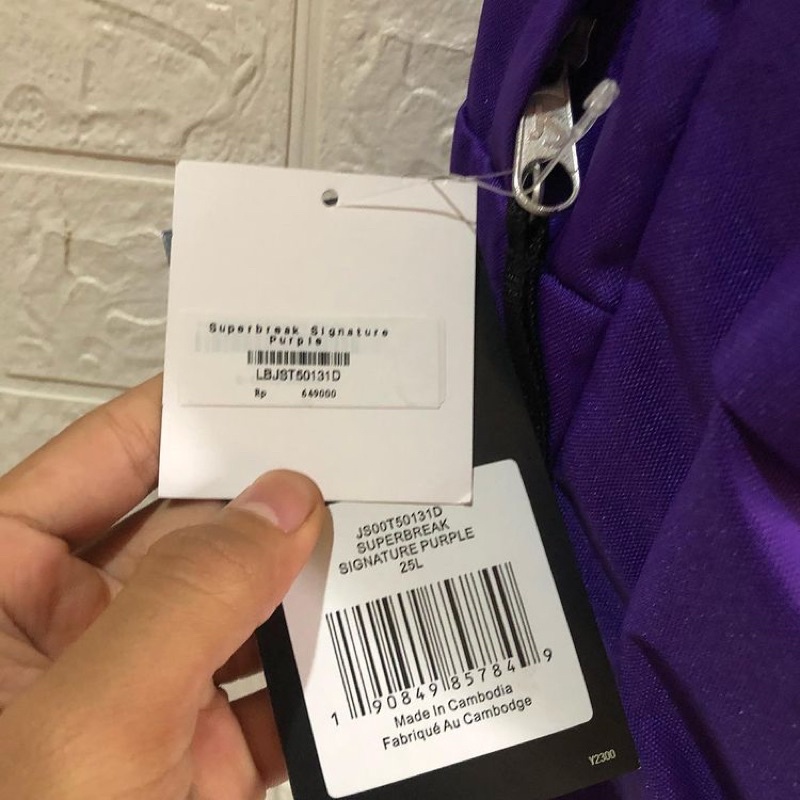 Superbreak Signature
Purple
LBJST50131D
Rp 649000
JS00T50131D
SUPERBREAK
SIGNATURE PURPLE
25L
1 90849 85784 9
Made In Cambodia
Fabriqué Au Cambodge
Y2300